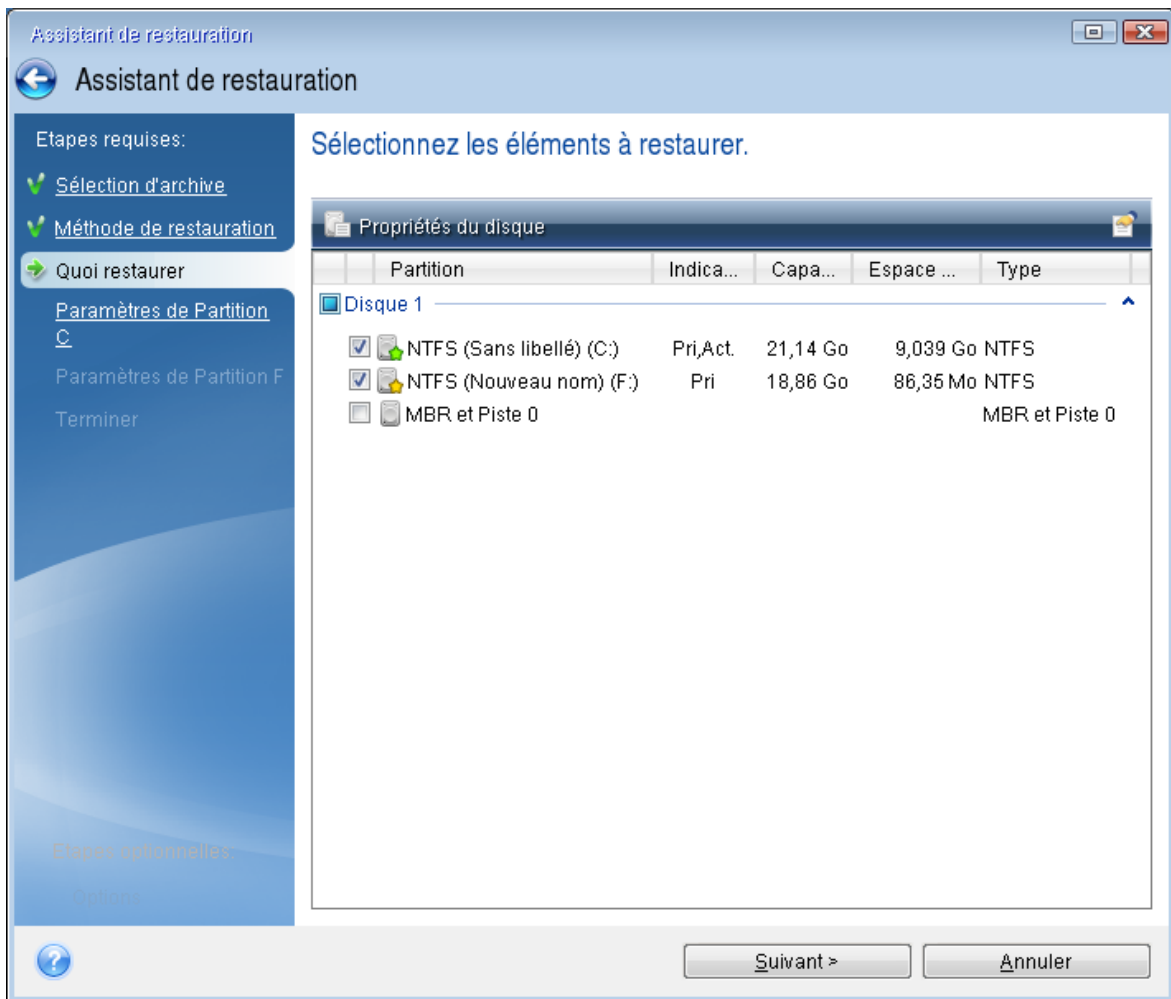 Assistant de restauration
Assistant de restauration
Etapes requises:
Sélection d'archive
Méthode de restauration
Quoi restaurer
Paramètres de Partition
C
Paramètres de Partition F
Terminer
Etapes optionnelles:
Options
Sélectionnez les éléments à restaurer.
Propriétés du disque
Partition Indica... Capa... Espace ... Type
Disque 1
NTFS (Sans libellé) (C:) Pri,Act. 21,14 Go 9,039 Go NTFS
NTFS (Nouveau nom) (F:) Pri 18,86 Go 86,35 Mo NTFS
MBR et Piste 0 MBR et Piste 0
Suivant > Annuler